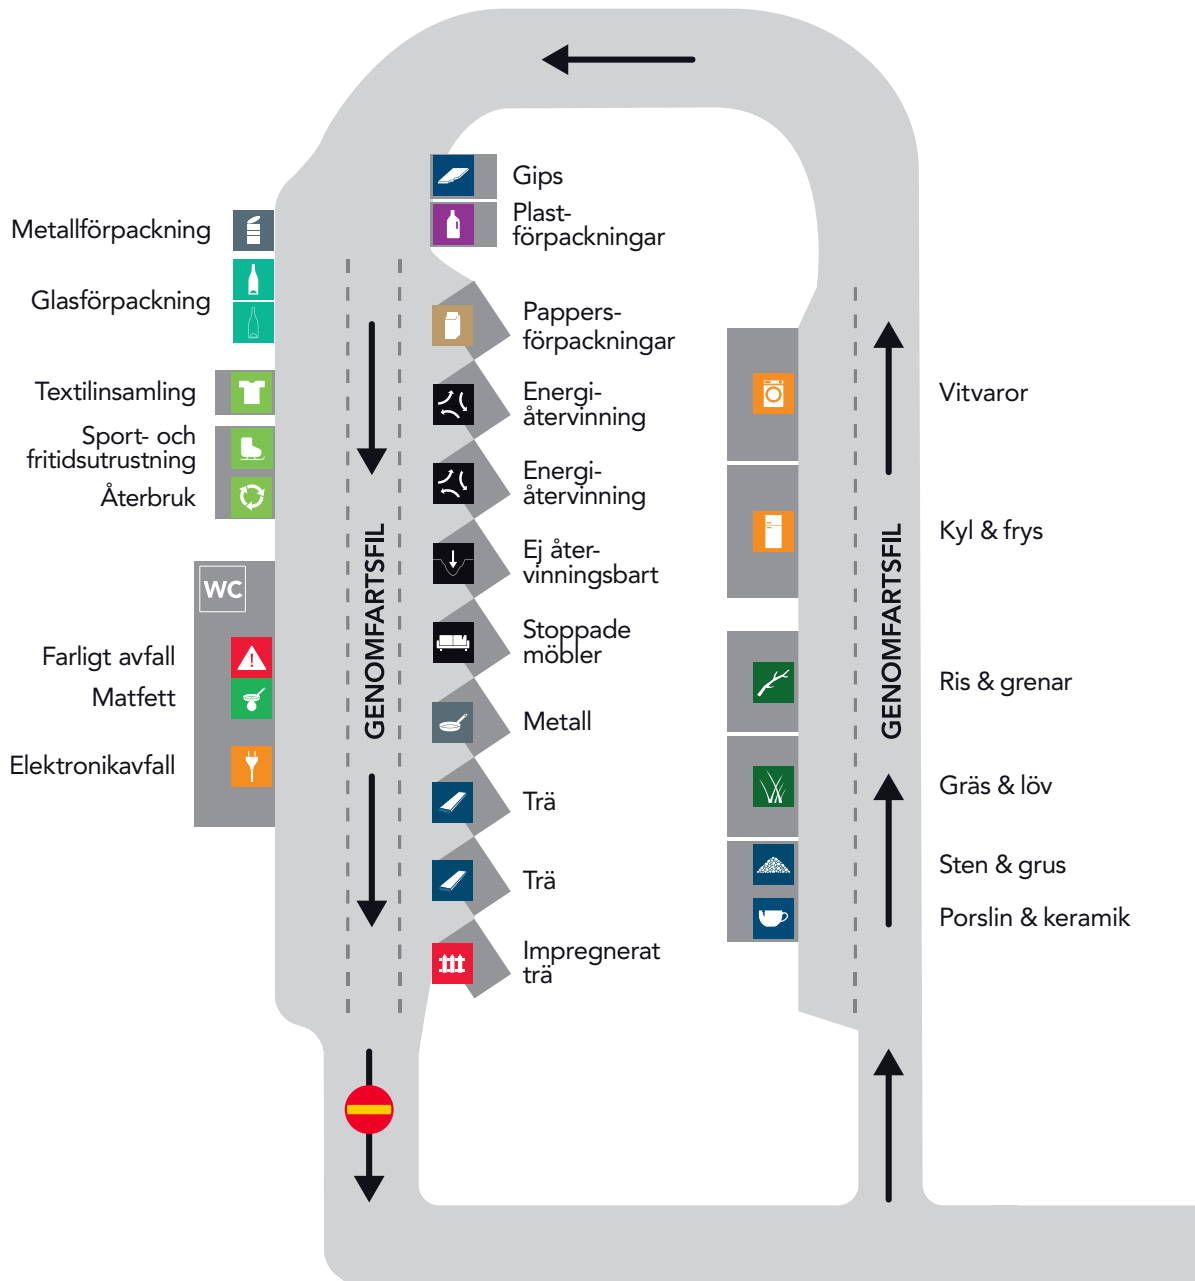 Metallförpackning
Glasförpackning
Textilinsamling
Sport- och
fritidsutrustning
Återbruk
WC
Farligt avfall
Matfett
Elektronikavfall
GENOMFARTSFIL
Gips
Plast-
förpackningar
Pappers-
förpackningar
Energi-
återvinning
Energi-
återvinning
Ej åter-
vinningsbart
Stoppade
möbler
Metall
Trä
Trä
Impregnerat
trä
GENOMFARTSFIL
Vitvaror
Kyl & frys
Ris & grenar
Gräs & löv
Sten & grus
Porslin & keramik